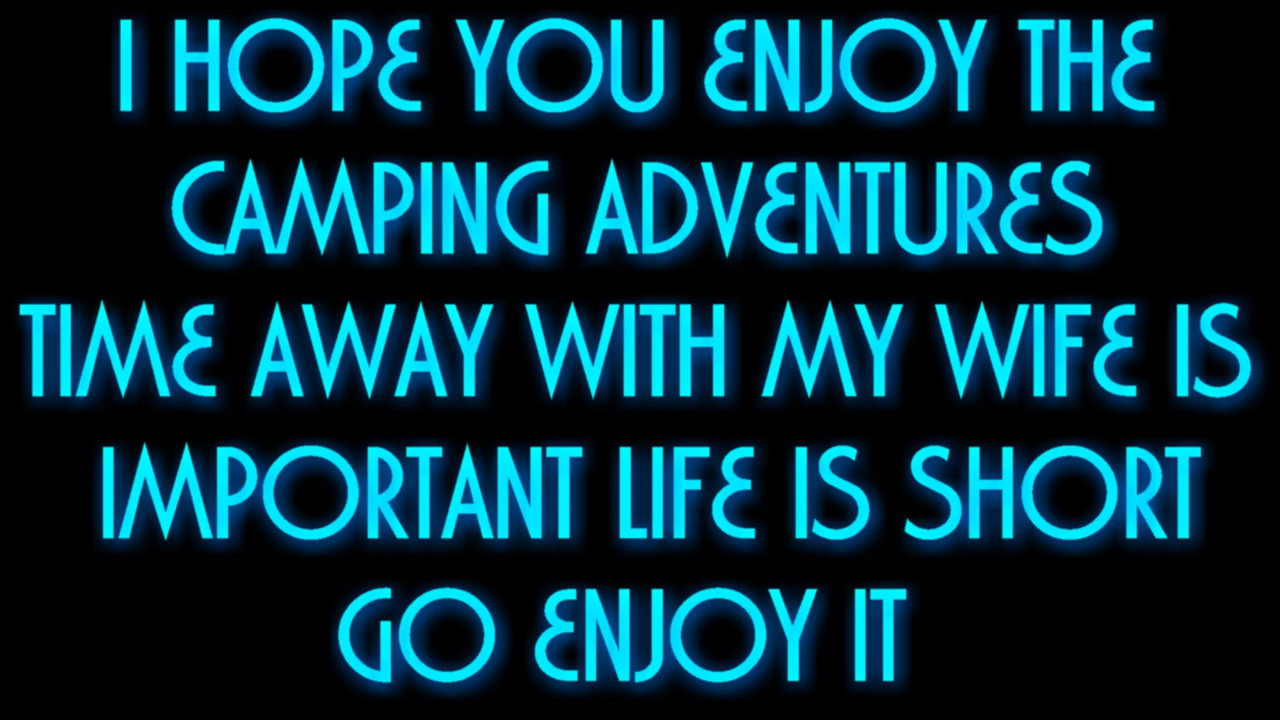 I HOPE YOU ENJOY THE
CAMPING ADVENTURES
TIME AWAY WITH MY WIFE IS
IMPORTANT LIFE IS SHORT
GO ENJOY IT